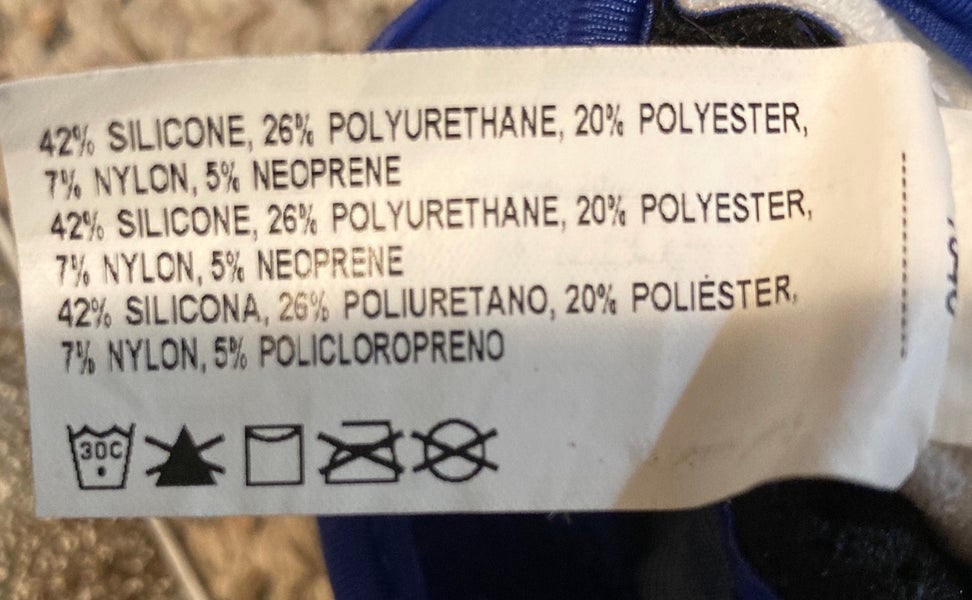 42% SILICONE, 26% POLYURETHANE, 20% POLYESTER,
7% NYLON, 5% NEOPRENE
42% SILICONE, 26% POLYURETHANE, 20% POLYESTER,
7% NYLON, 5% NEOPRENE
42% SILICONA, 26% POLIURETANO, 20% POLIÉSTER,
7% NYLON, 5% POLICLOROPRENO
30C